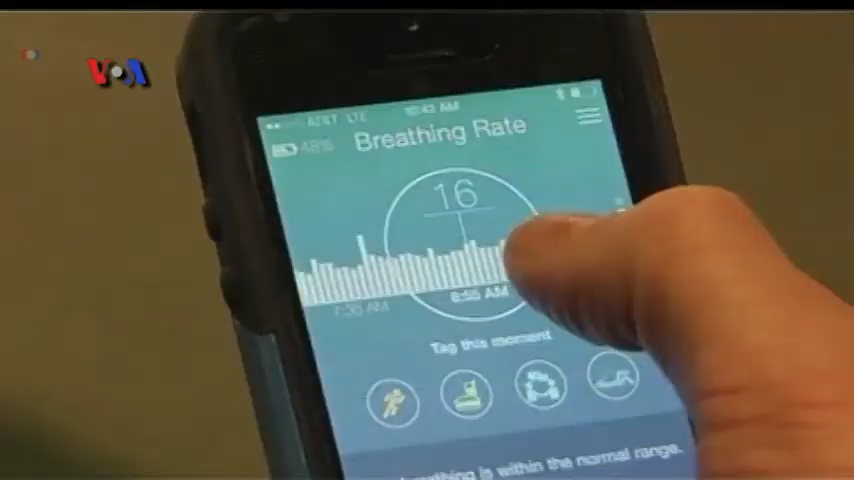 VOA
AT&T LTE
10:43 AM
48%
Breathing Rate
16
7:36 AM
8:55 AM
Tag this moment
breathing is within the normal range.